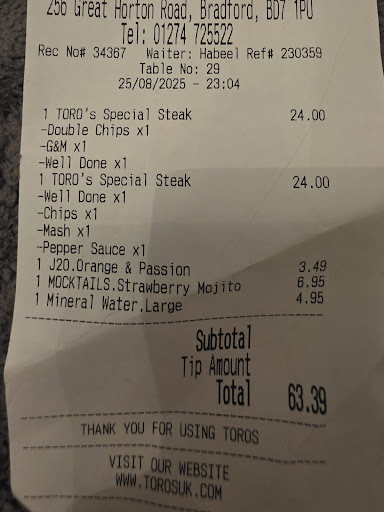 256 Great Horton Road, Bradford, BD7 1PU
Tel: 01274 725522
Rec No# 34367 Waiter: Habeel Ref# 230359
Table No: 29
25/08/2025 - 23:04
1 TORO's Special Steak 24.00
-Double Chips x1
-G&M x1
-Well Done x1
1 TORO's Special Steak 24.00
-Well Done x1
-Chips x1
-Mash x1
-Pepper Sauce x1
1 J2O.Orange & Passion 3.49
1 MOCKTAILS.Strawberry Mojito 6.95
1 Mineral Water.Large 4.95
Subtotal
Tip Amount
Total 63.39
THANK YOU FOR USING TOROS
VISIT OUR WEBSITE
WWW.TOROSUK.COM